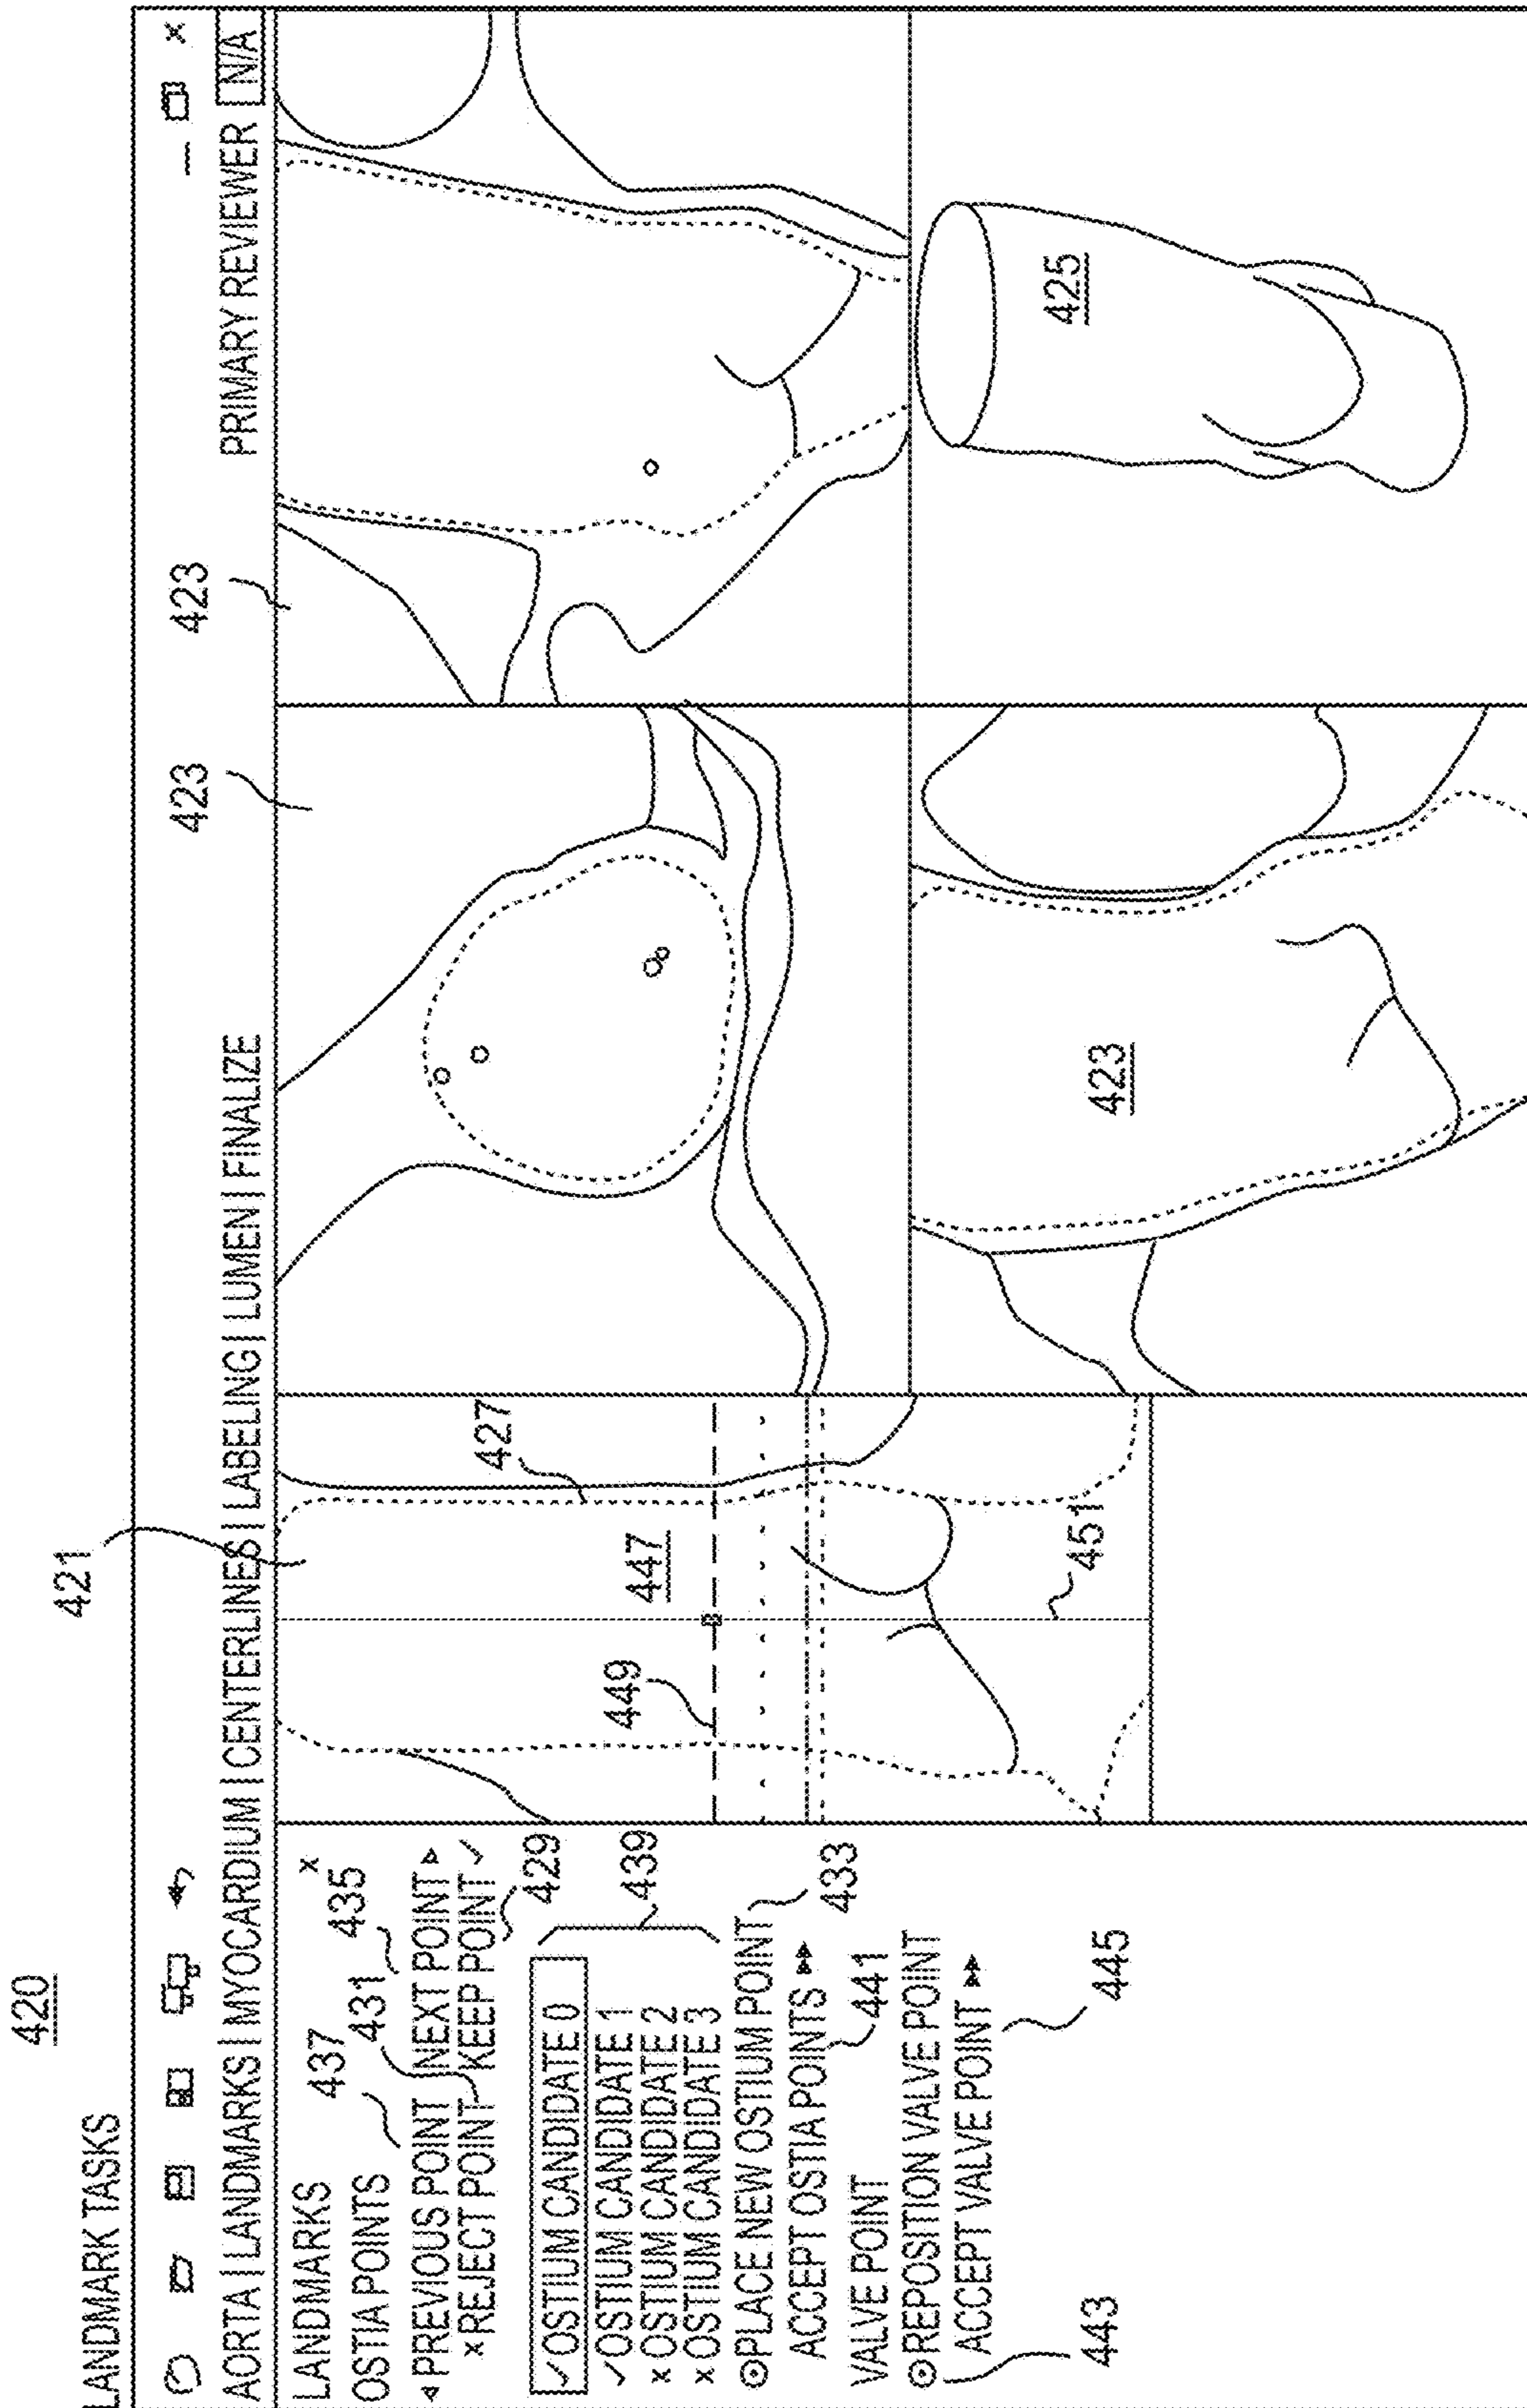 420
LANDMARK TASKS
421
423
423
AORTA | LANDMARKS | MYOCARDIUM | CENTERLINES | LABELING | LUMEN | FINALIZE
PRIMARY REVIEWER N/A
LANDMARKS x
OSTIA POINTS
437
431
435
PREVIOUS POINT NEXT POINT
x REJECT POINT KEEP POINT ✓
429
✓ OSTIUM CANDIDATE 0
✓ OSTIUM CANDIDATE 1
x OSTIUM CANDIDATE 2
x OSTIUM CANDIDATE 3
439
PLACE NEW OSTIUM POINT
433
ACCEPT OSTIA POINTS
441
VALVE POINT
REPOSITION VALVE POINT
ACCEPT VALVE POINT
443
445
427
447
449
451
423
425